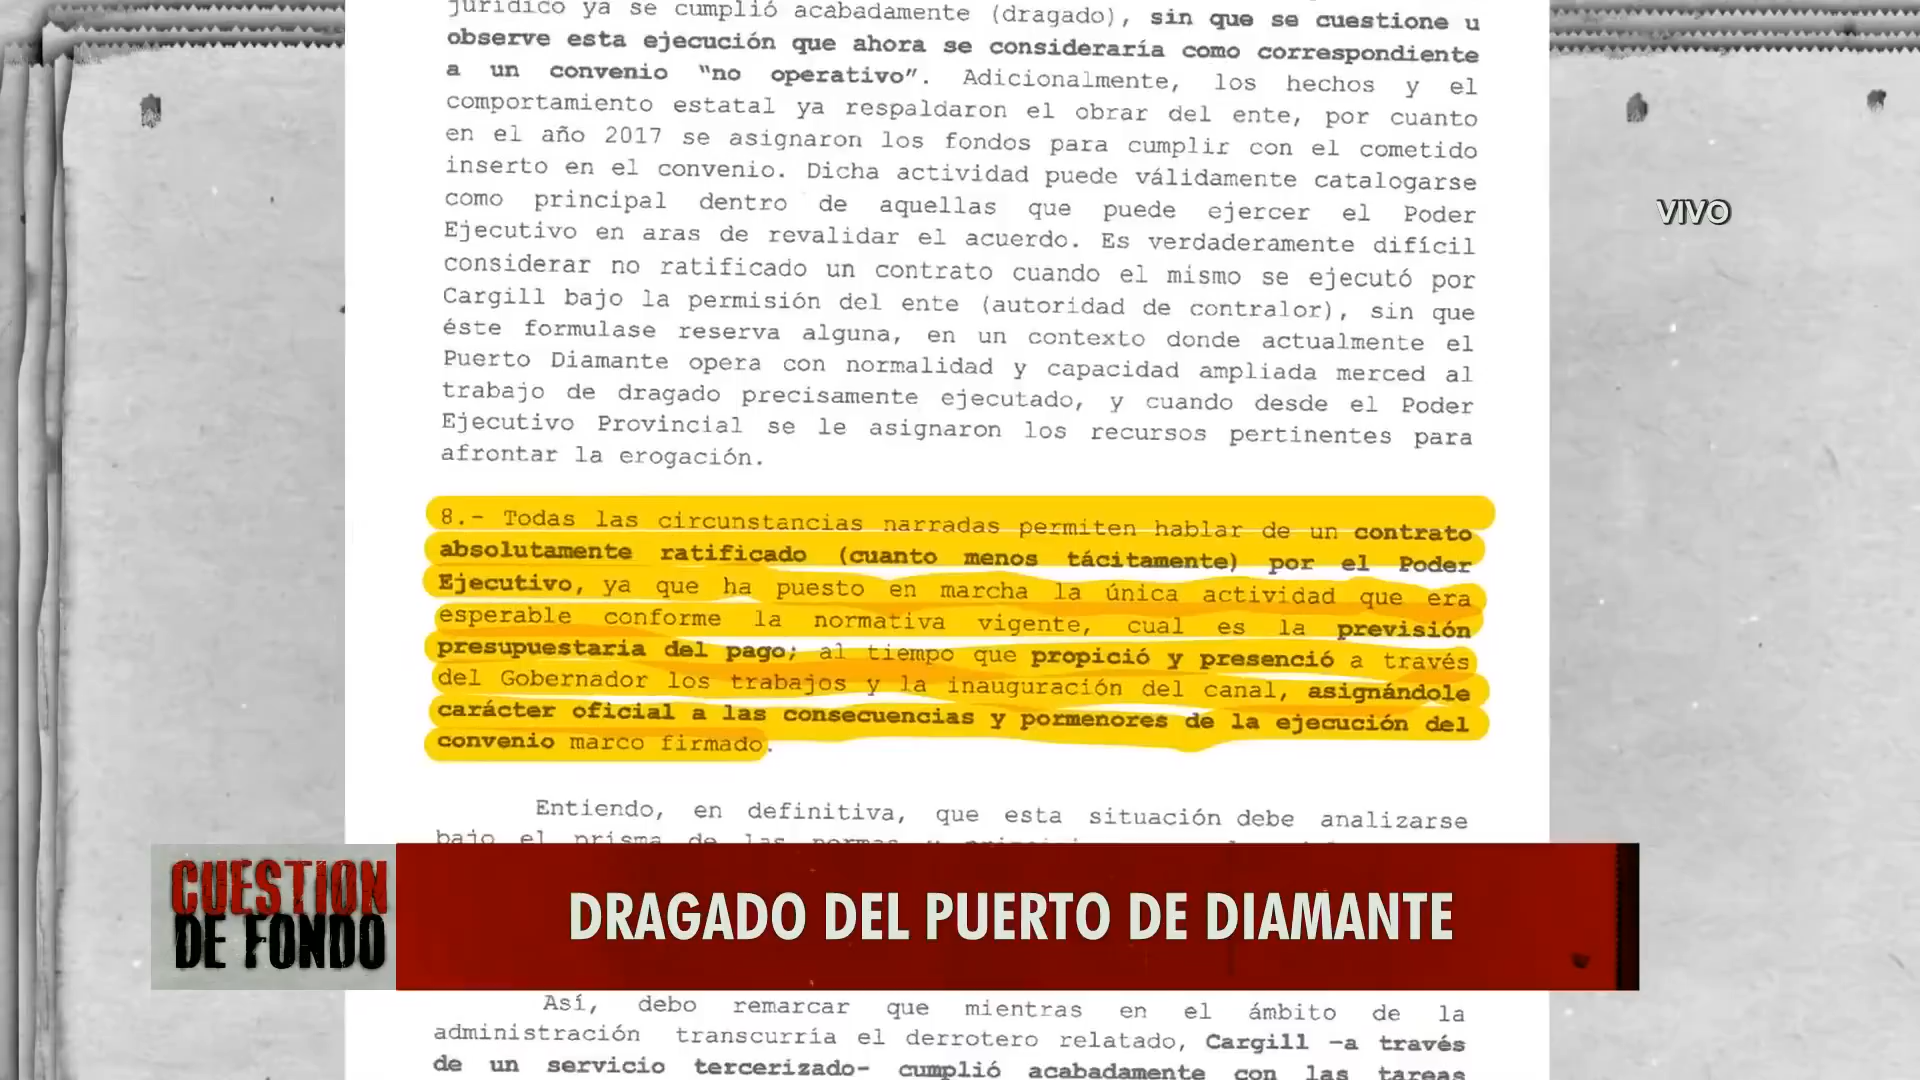 jurídico ya se cumplió acabadamente (dragado), sin que se cuestione u
observe esta ejecución que ahora se consideraría como correspondiente
a un convenio "no operativo". Adicionalmente, los hechos y el
comportamiento estatal ya respaldaron el obrar del ente, por cuanto
en el año 2017 se asignaron los fondos para cumplir con el cometido
inserto en el convenio. Dicha actividad puede válidamente catalogarse
como principal dentro de aquellas que puede ejercer el Poder
Ejecutivo en aras de revalidar el acuerdo. Es verdaderamente difícil
considerar no ratificado un contrato cuando el mismo se ejecutó por
Cargill bajo la permisión del ente (autoridad de contralor), sin que
éste formulase reserva alguna, en un contexto donde actualmente el
Puerto Diamante opera con normalidad y capacidad ampliada merced al
trabajo de dragado precisamente ejecutado, y cuando desde el Poder
Ejecutivo Provincial se le asignaron los recursos pertinentes para
afrontar la erogación.
VIVO
8.- Todas las circunstancias narradas permiten hablar de un contrato
absolutamente ratificado (cuanto menos tácitamente) por el Poder
Ejecutivo, ya que ha puesto en marcha la única actividad que era
esperable conforme la normativa vigente, cual es la previsión
presupuestaria del pago; al tiempo que propició y presenció a través
del Gobernador los trabajos y la inauguración del canal, asignándole
carácter oficial a las consecuencias y pormenores de la ejecución del
convenio marco firmado.
Entiendo, en definitiva, que esta situación debe analizarse
bajo el prisma de las normas y
CUESTION
DE FONDO
DRAGADO DEL PUERTO DE DIAMANTE
Así, debo remarcar que mientras en el ámbito de la
administración transcurría el derrotero relatado, Cargill -a través
de un servicio tercerizado- cumplió acabadamente con las tareas